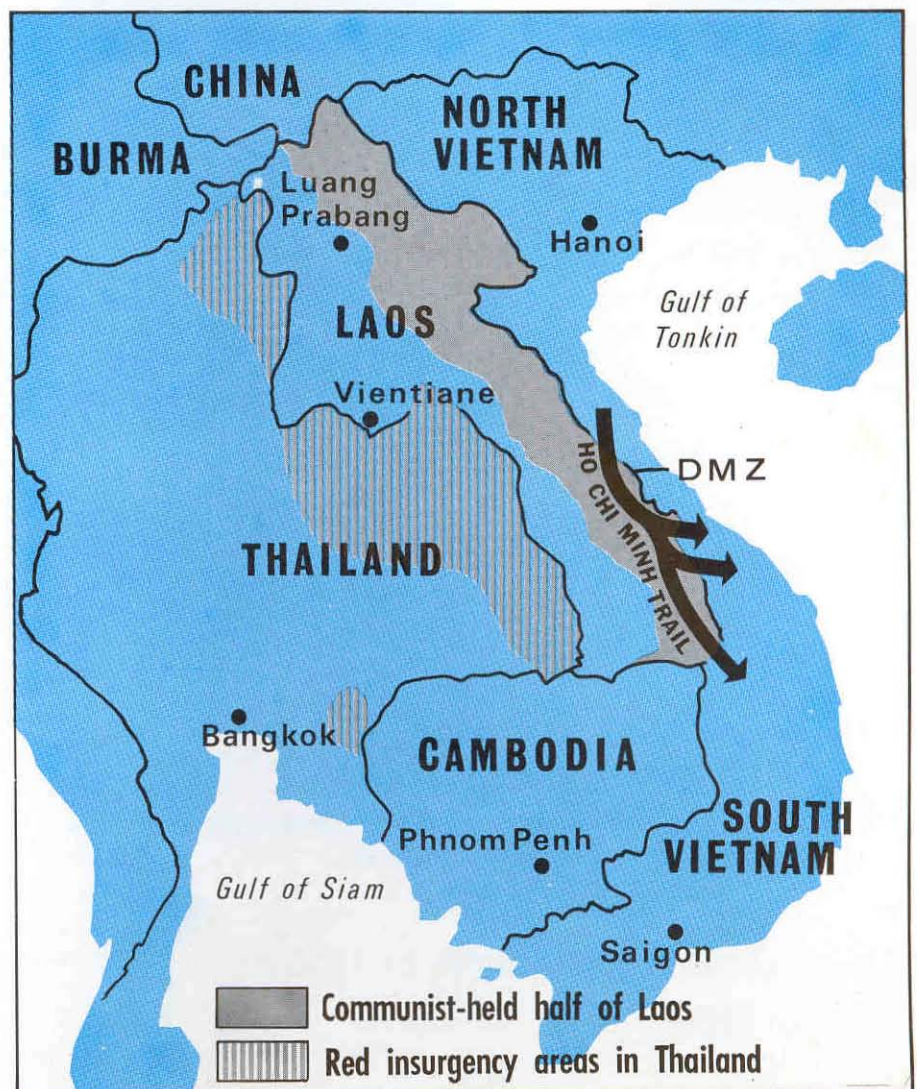 CHINA
NORTH
VIETNAM
BURMA
Luang
Prabang
Hanoi
Gulf of
Tonkin
LAOS
Vientiane
HO CHI MINH TRAIL
DMZ
THAILAND
Bangkok
CAMBODIA
Phnom Penh
SOUTH
VIETNAM
Gulf of Siam
Saigon
Communist-held half of Laos
Red insurgency areas in Thailand